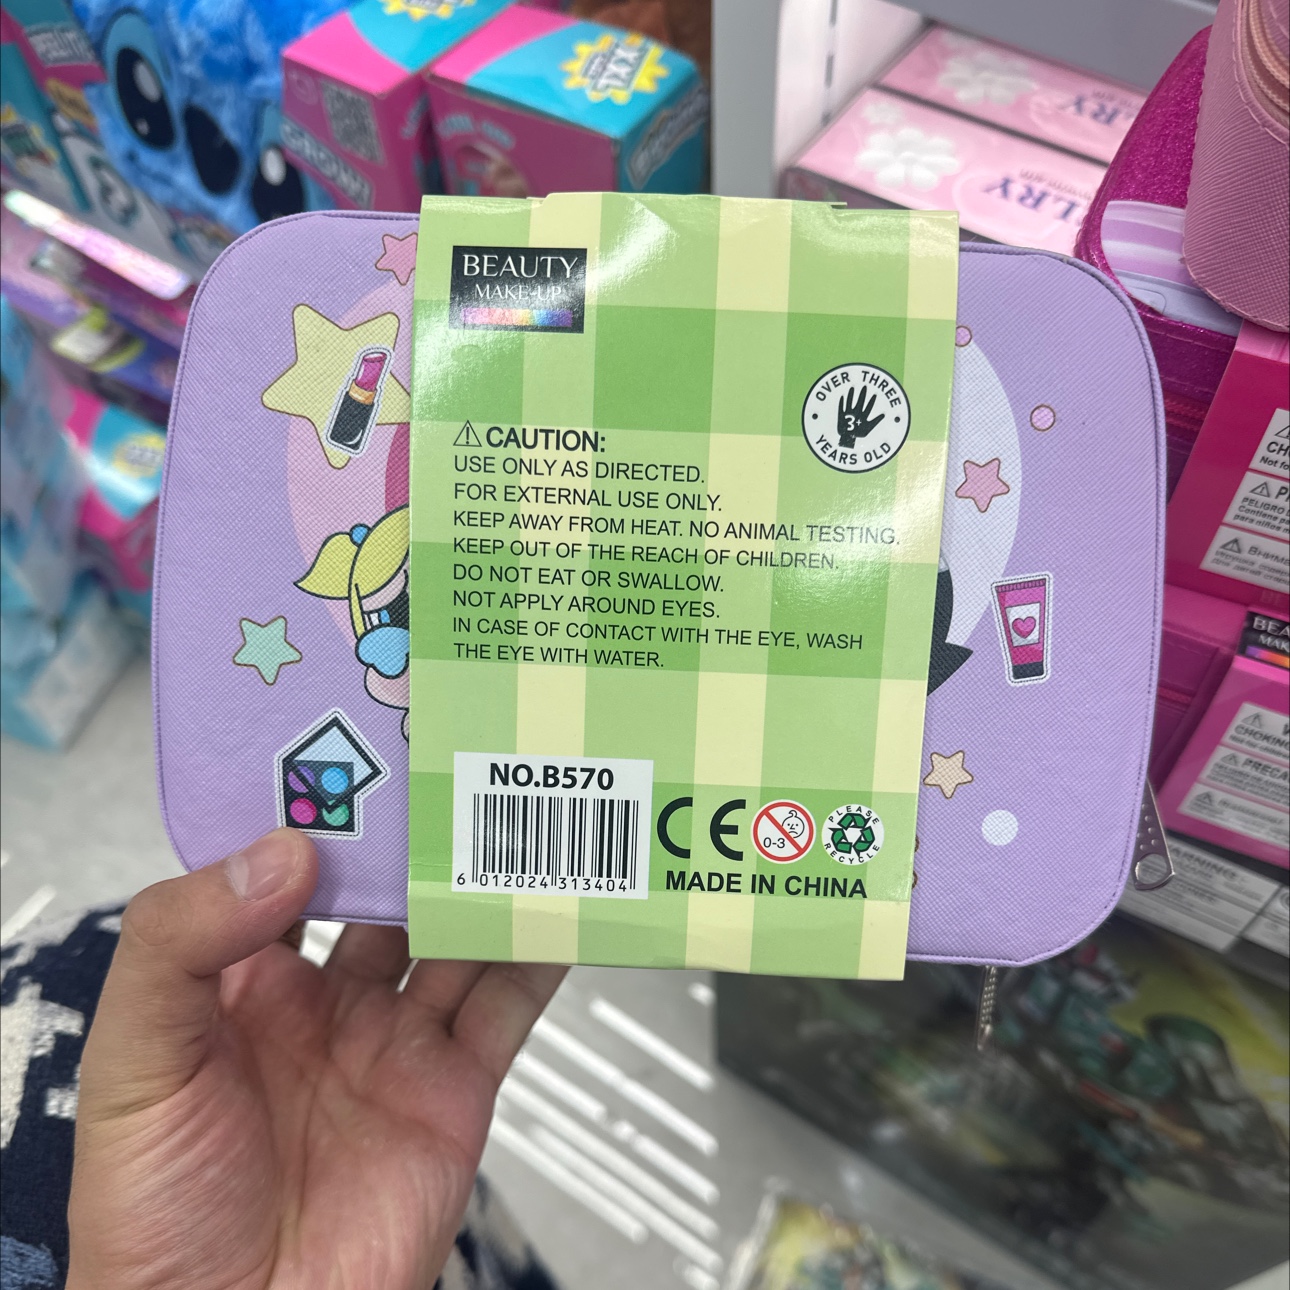 BEAUTY
MAKE-UP
OVER THREE
3+
YEARS OLD
⚠ CAUTION:
USE ONLY AS DIRECTED.
FOR EXTERNAL USE ONLY.
KEEP AWAY FROM HEAT. NO ANIMAL TESTING.
KEEP OUT OF THE REACH OF CHILDREN.
DO NOT EAT OR SWALLOW.
NOT APPLY AROUND EYES.
IN CASE OF CONTACT WITH THE EYE, WASH
THE EYE WITH WATER.
NO.B570
6 012024 313404
CE
0-3
PLEASE
RECYCLE
MADE IN CHINA
XXL
GROW!